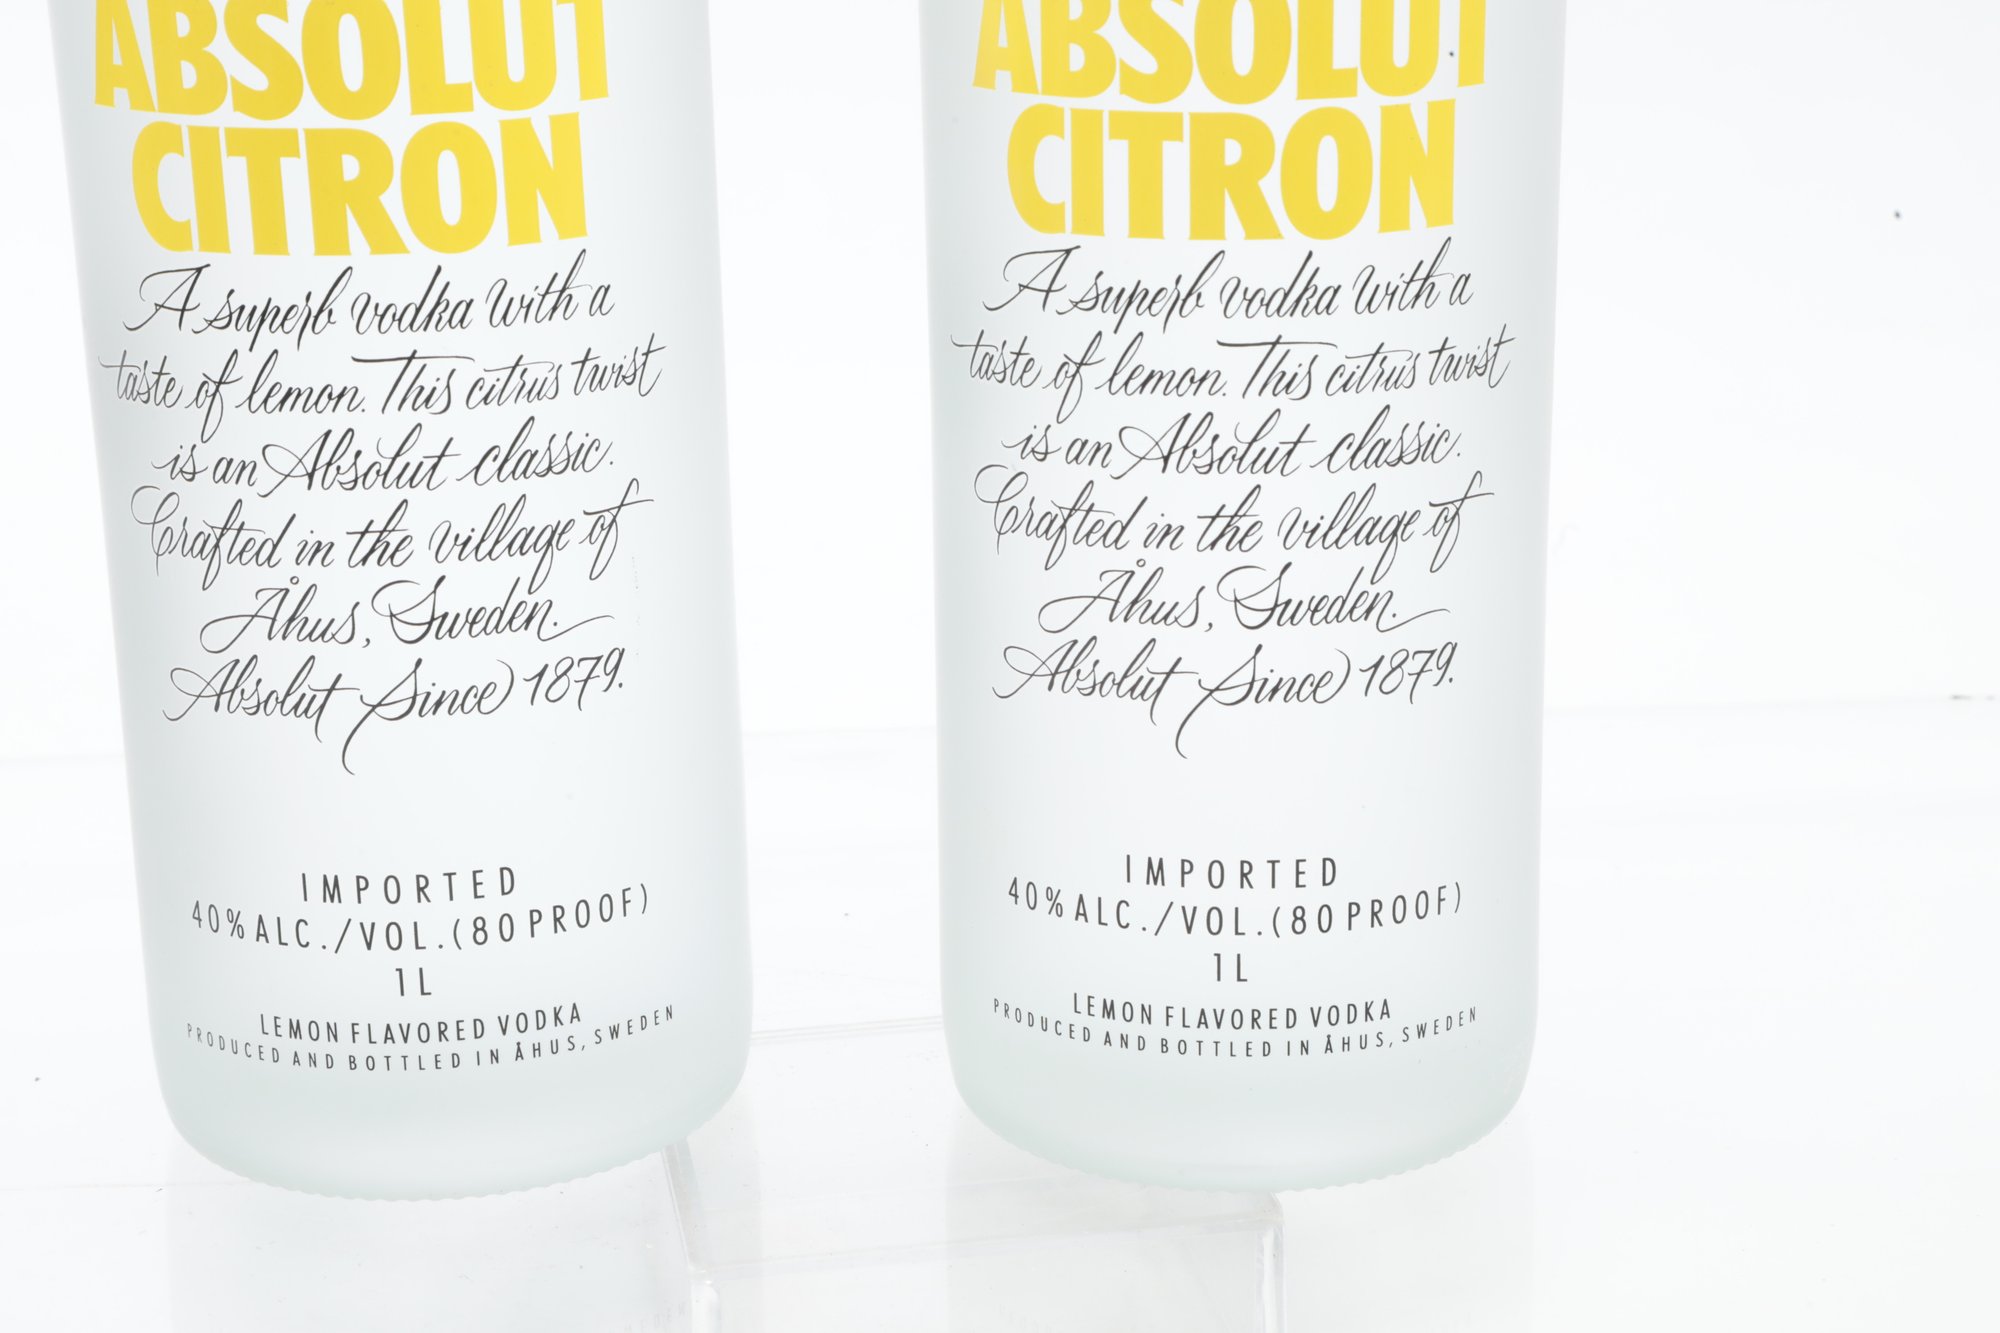 ABSOLUT
CITRON
A superb vodka with a
taste of lemon. This citrus twist
is an Absolut classic.
Crafted in the village of
Åhus, Sweden.
Absolut Since 1879.
IMPORTED
40% ALC./VOL. (80 PROOF)
1 L
LEMON FLAVORED VODKA
PRODUCED AND BOTTLED IN ÅHUS, SWEDEN
ABSOLUT
CITRON
A superb vodka with a
taste of lemon. This citrus twist
is an Absolut classic.
Crafted in the village of
Åhus, Sweden.
Absolut Since 1879.
IMPORTED
40% ALC./VOL. (80 PROOF)
1 L
LEMON FLAVORED VODKA
PRODUCED AND BOTTLED IN ÅHUS, SWEDEN